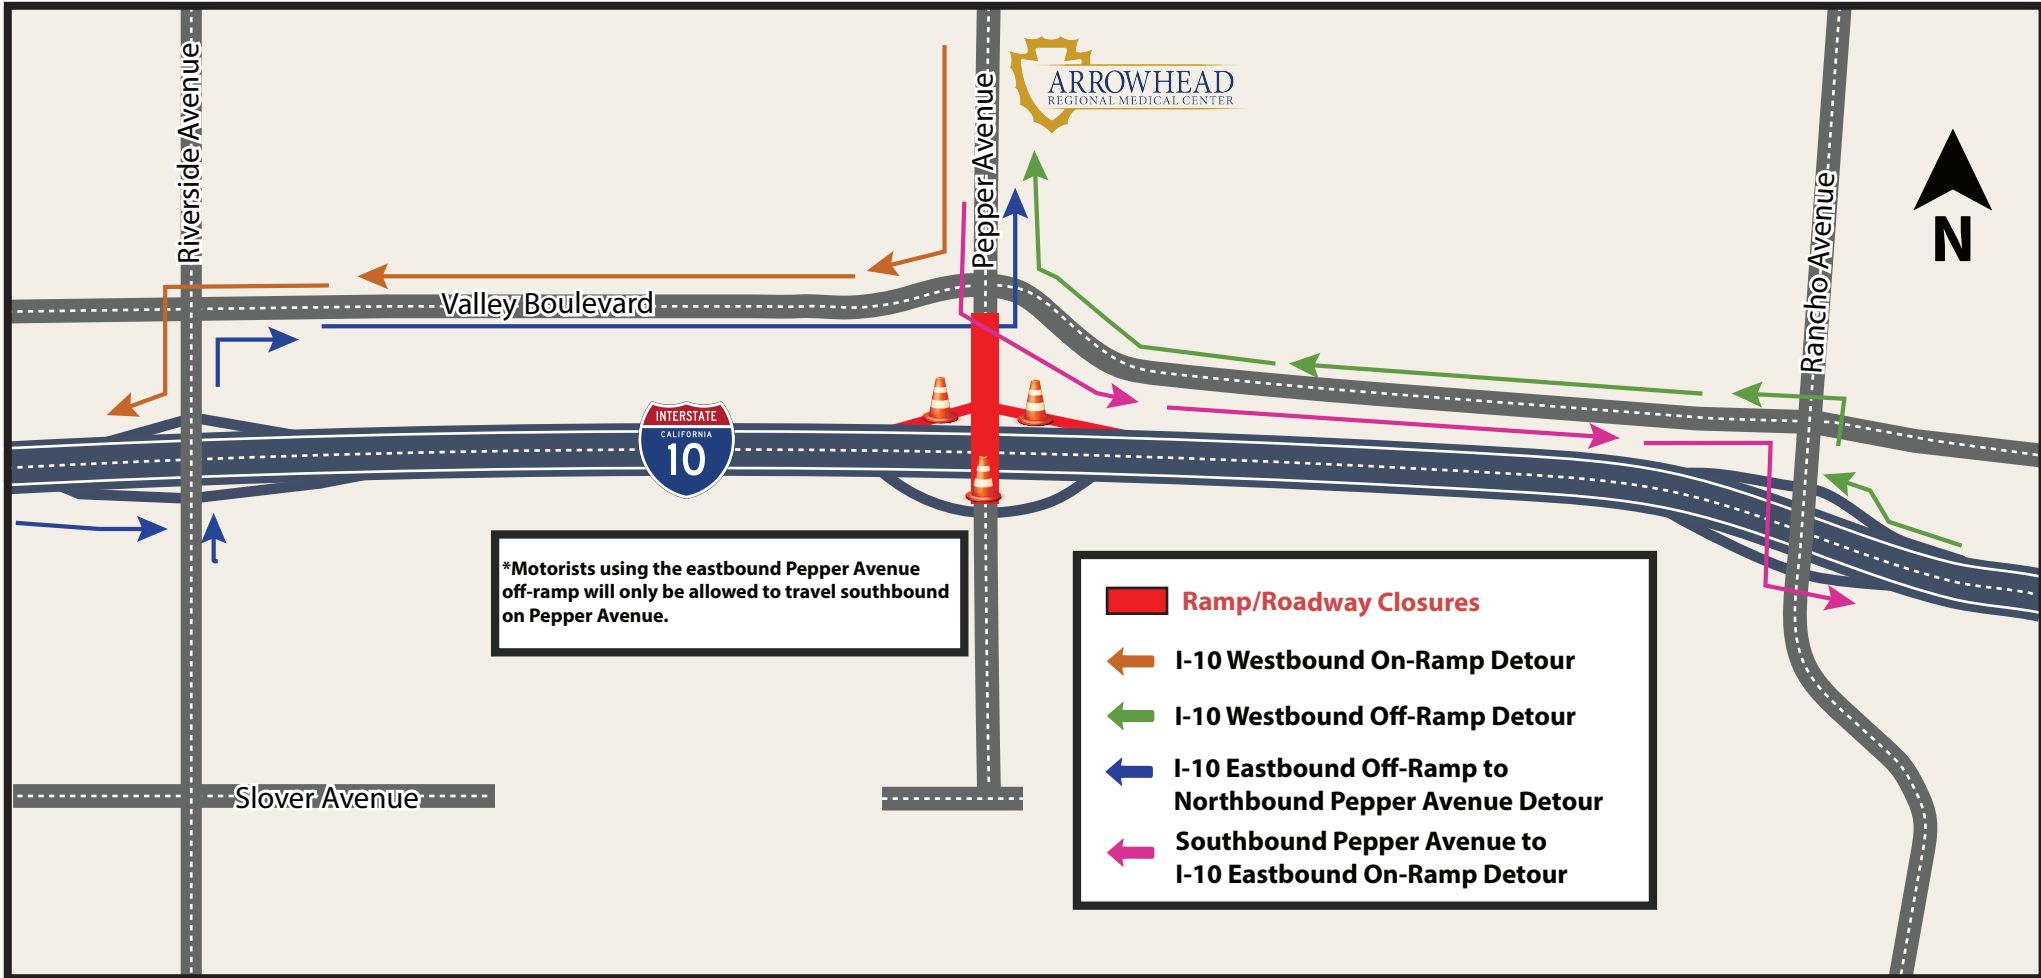 Riverside Avenue
Pepper Avenue
ARROWHEAD
REGIONAL MEDICAL CENTER
Rancho Avenue
N
Valley Boulevard
INTERSTATE
CALIFORNIA
10
*Motorists using the eastbound Pepper Avenue
off-ramp will only be allowed to travel southbound
on Pepper Avenue.
Ramp/Roadway Closures
I-10 Westbound On-Ramp Detour
I-10 Westbound Off-Ramp Detour
I-10 Eastbound Off-Ramp to
Northbound Pepper Avenue Detour
Southbound Pepper Avenue to
I-10 Eastbound On-Ramp Detour
Slover Avenue